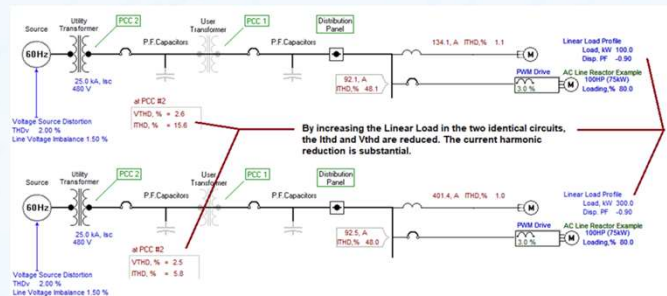 Source
Utility
Transformer
PCC 2
P.F.Capacitors
User
Transformer
PCC 1
P.F.Capacitors
Distibution
Panel
60Hz
25.0 kA, Isc
480 V
134.1, A ITHD,% 1.1
M
Linear Load Profile
Load, kW 100.0
Disp. PF -0.90
92.1, A
ITHD, % 48.1
PWM Drive
3.0 %
M
AC Line Reactor Example
100HP (75kW)
Loading,% 80.0
Voltage Source Distortion
THDv 2.00 %
Line Voltage Imbalance 1.50 %
at PCC #2
VTHD, % = 2.6
ITHD, % = 15.6
By increasing the Linear Load in the two identical circuits,
the Ithd and Vthd are reduced. The current harmonic
reduction is substantial.
Source
Utility
Transformer
PCC 2
P.F.Capacitors
User
Transformer
PCC 1
P.F.Capacitors
Distribution
Panel
60Hz
25.0 kA, Isc
480 V
401.4, A ITHD,% 1.0
M
Linear Load Profile
Load, kW 300.0
Disp. PF -0.90
92.5, A
ITHD, % 48.0
PWM Drive
3.0 %
M
AC Line Reactor Example
100HP (75kW)
Loading,% 80.0
at PCC #2
VTHD, % = 2.5
ITHD, % = 5.8
Voltage Source Distortion
THDv 2.00 %
Line Voltage Imbalance 1.50 %